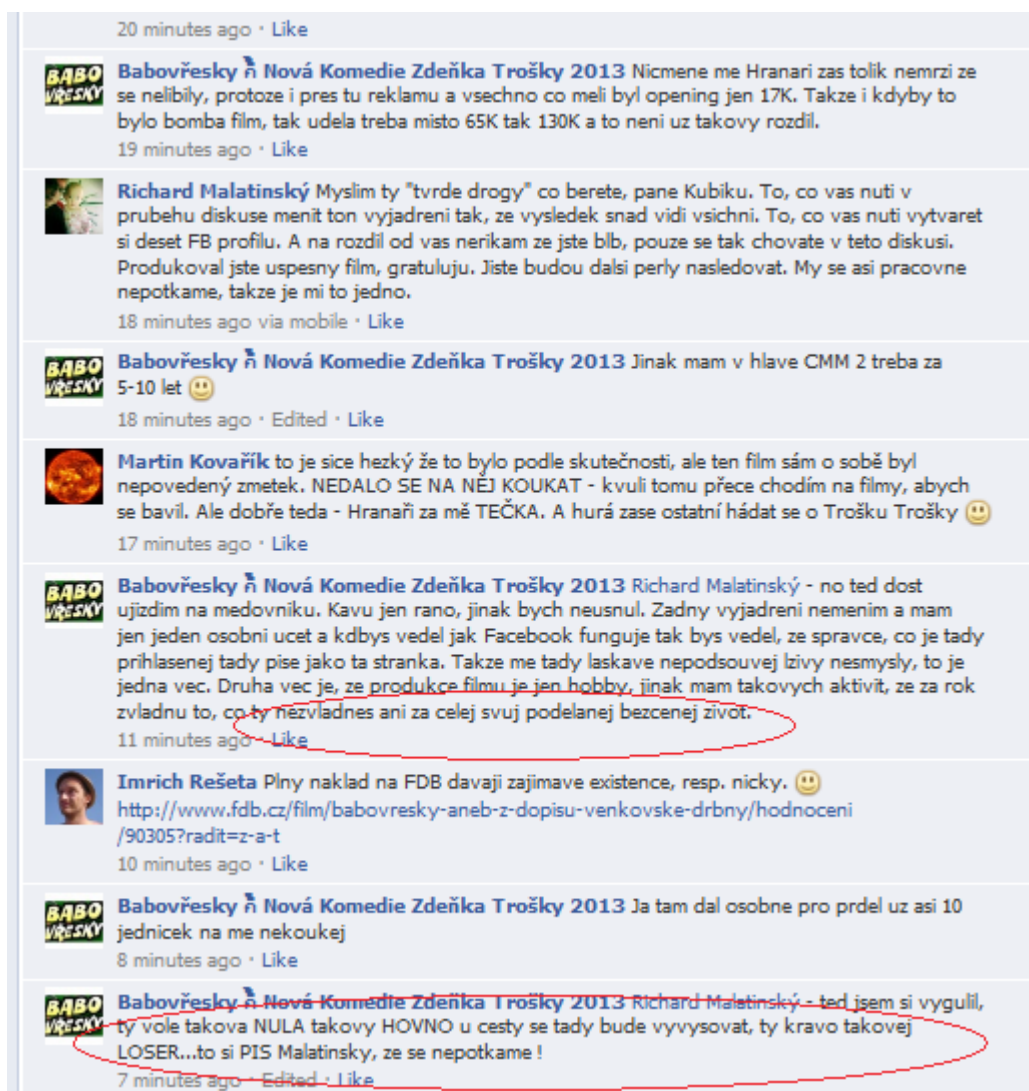 20 minutes ago · Like
BABO
VŘESKY
Babovřesky Nová Komedie Zdeňka Trošky 2013 Nicmene me Hranari zas tolik nemrzi ze
se nelibily, protoze i pres tu reklamu a vsechno co meli byl opening jen 17K. Takze i kdyby to
bylo bomba film, tak udela treba misto 65K tak 130K a to neni uz takovy rozdil.
19 minutes ago · Like
Richard Malatinský Myslim ty "tvrde drogy" co berete, pane Kubiku. To, co vas nuti v
prubehu diskuse menit ton vyjadreni tak, ze vysledek snad vidi vsichni. To, co vas nuti vytvaret
si deset FB profilu. A na rozdil od vas nerikam ze jste blb, pouze se tak chovate v teto diskusi.
Produkoval jste uspesny film, gratuluju. Jiste budou dalsi perly nasledovat. My se asi pracovne
nepotkame, takze je mi to jedno.
18 minutes ago via mobile · Like
BABO
VŘESKY
Babovřesky Nová Komedie Zdeňka Trošky 2013 Jinak mam v hlave CMM 2 treba za
5-10 let
18 minutes ago · Edited · Like
Martin Kovařík to je sice hezký že to bylo podle skutečnosti, ale ten film sám o sobě byl
nepovedený zmetek. NEDALO SE NA NĚJ KOUKAT - kvuli tomu přece chodím na filmy, abych
se bavil. Ale dobře teda - Hranaři za mě TEČKA. A hurá zase ostatní hádat se o Trošku Trošky
17 minutes ago · Like
BABO
VŘESKY
Babovřesky Nová Komedie Zdeňka Trošky 2013 Richard Malatinský - no ted dost
ujizdim na medovniku. Kavu jen rano, jinak bych neusnul. Zadny vyjadreni nemenim a mam
jen jeden osobni ucet a kdbys vedel jak Facebook funguje tak bys vedel, ze spravce, co je tady
prihlasenej tady pise jako ta stranka. Takze me tady laskave nepodsouvej lzivy nesmysly, to je
jedna vec. Druha vec je, ze produkce filmu je jen hobby, jinak mam takovych aktivit, ze za rok
zvladnu to, co ty nezvladnes ani za celej svuj podelanej bezcenej zivot.
11 minutes ago · Like
Imrich Rešeta Plny naklad na FDB davaji zajimave existence, resp. nicky.
http://www.fdb.cz/film/babovresky-aneb-z-dopisu-venkovske-drbny/hodnoceni
/90305?radit=z-a-t
10 minutes ago · Like
BABO
VŘESKY
Babovřesky Nová Komedie Zdeňka Trošky 2013 Ja tam dal osobne pro prdel uz asi 10
jednicek na me nekoukej
8 minutes ago · Like
BABO
VŘESKY
Babovřesky Nová Komedie Zdeňka Trošky 2013 Richard Malatinský - ted jsem si vygulil,
ty vole takova NULA takovy HOVNO u cesty se tady bude vyvysovat, ty kravo takovej
LOSER...to si PIS Malatinsky, ze se nepotkame !
7 minutes ago · Edited · Like